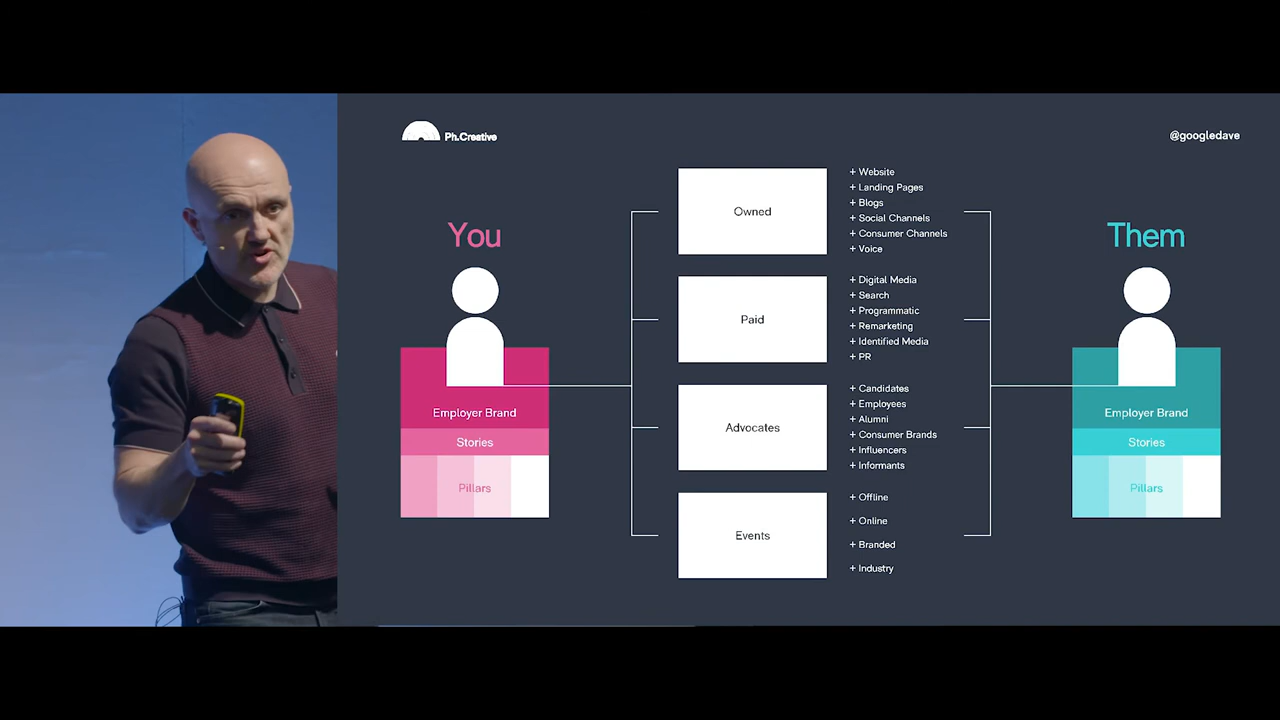 Ph.Creative
@googledave
You
Employer Brand
Stories
Pillars
Owned
+ Website
+ Landing Pages
+ Blogs
+ Social Channels
+ Consumer Channels
+ Voice
Paid
+ Digital Media
+ Search
+ Programmatic
+ Remarketing
+ Identified Media
+ PR
Advocates
+ Candidates
+ Employees
+ Alumni
+ Consumer Brands
+ Influencers
+ Informants
Events
+ Offline
+ Online
+ Branded
+ Industry
Them
Employer Brand
Stories
Pillars